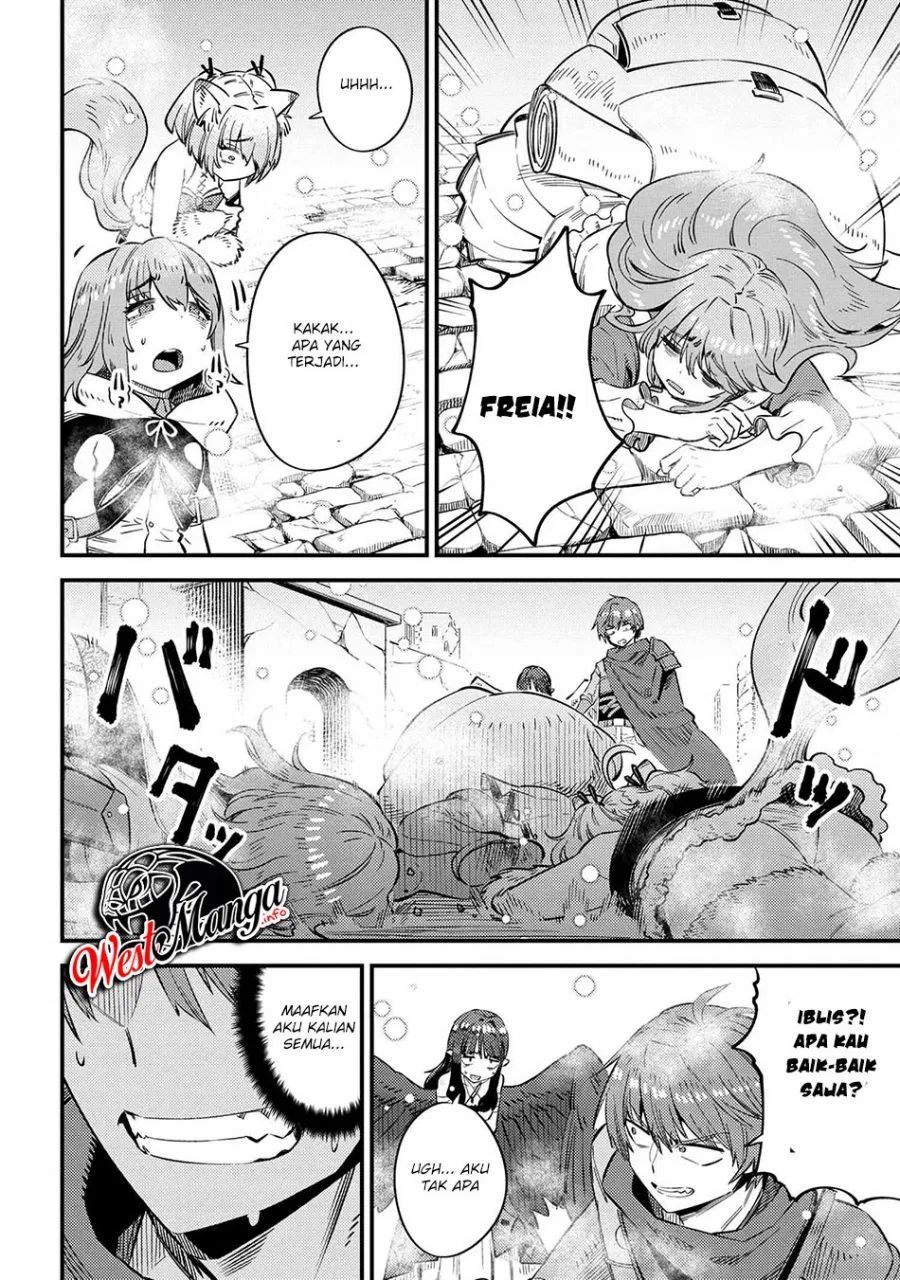 FREIA!!
UHHH...
KAKAK...
APA YANG
TERJADI...
ドバタッ
IBLIS?!
APA KAU
BAIK-BAIK
SAJA?
UGH... AKU
TAK APA
MAAFKAN
AKU KALIAN
SEMUA...
WestManga
.info